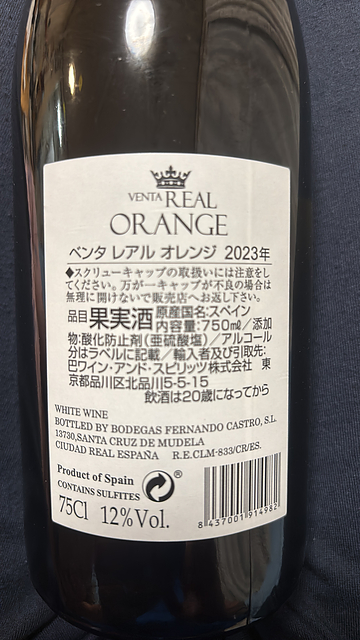 VENTA REAL
ORANGE
ベンタ レアル オレンジ 2023年
◆スクリューキャップの取扱いには注意をし
てください。万が一キャップが不良の場合は
無理に開けないで販売店へお返し下さい。
品目果実酒 原産国名:スペイン
内容量:750㎖/添加
物:酸化防止剤(亜硫酸塩)/アルコール
分はラベルに記載/輸入者及び引取先:
巴ワイン・アンド・スピリッツ株式会社 東
京都品川区北品川5-5-15
飲酒は20歳になってから
WHITE WINE
BOTTLED BY BODEGAS FERNANDO CASTRO, S.L.
13730,SANTA CRUZ DE MUDELA
CIUDAD REAL ESPAÑA R.E.CLM-833/CR/ES.
Product of Spain
CONTAINS SULFITES
®
75Cl 12%Vol.
8 437001 914982